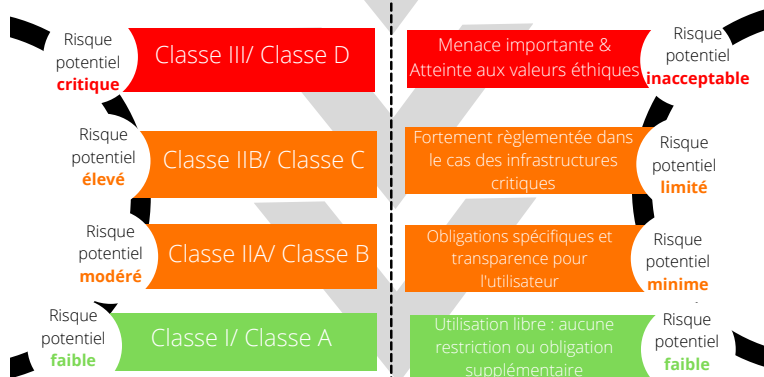 Risque
potentiel
critique
Classe III/ Classe D
Risque
potentiel
élevé
Classe IIB/ Classe C
Risque
potentiel
modéré
Classe IIA/ Classe B
Risque
potentiel
faible
Classe I/ Classe A
Menace importante &
Atteinte aux valeurs éthiques
Risque
potentiel
inacceptable
Fortement règlementée dans
le cas des infrastructures
critiques
Risque
potentiel
limité
Obligations spécifiques et
transparence pour
l'utilisateur
Risque
potentiel
minime
Utilisation libre : aucune
restriction ou obligation
supplémentaire
Risque
potentiel
faible